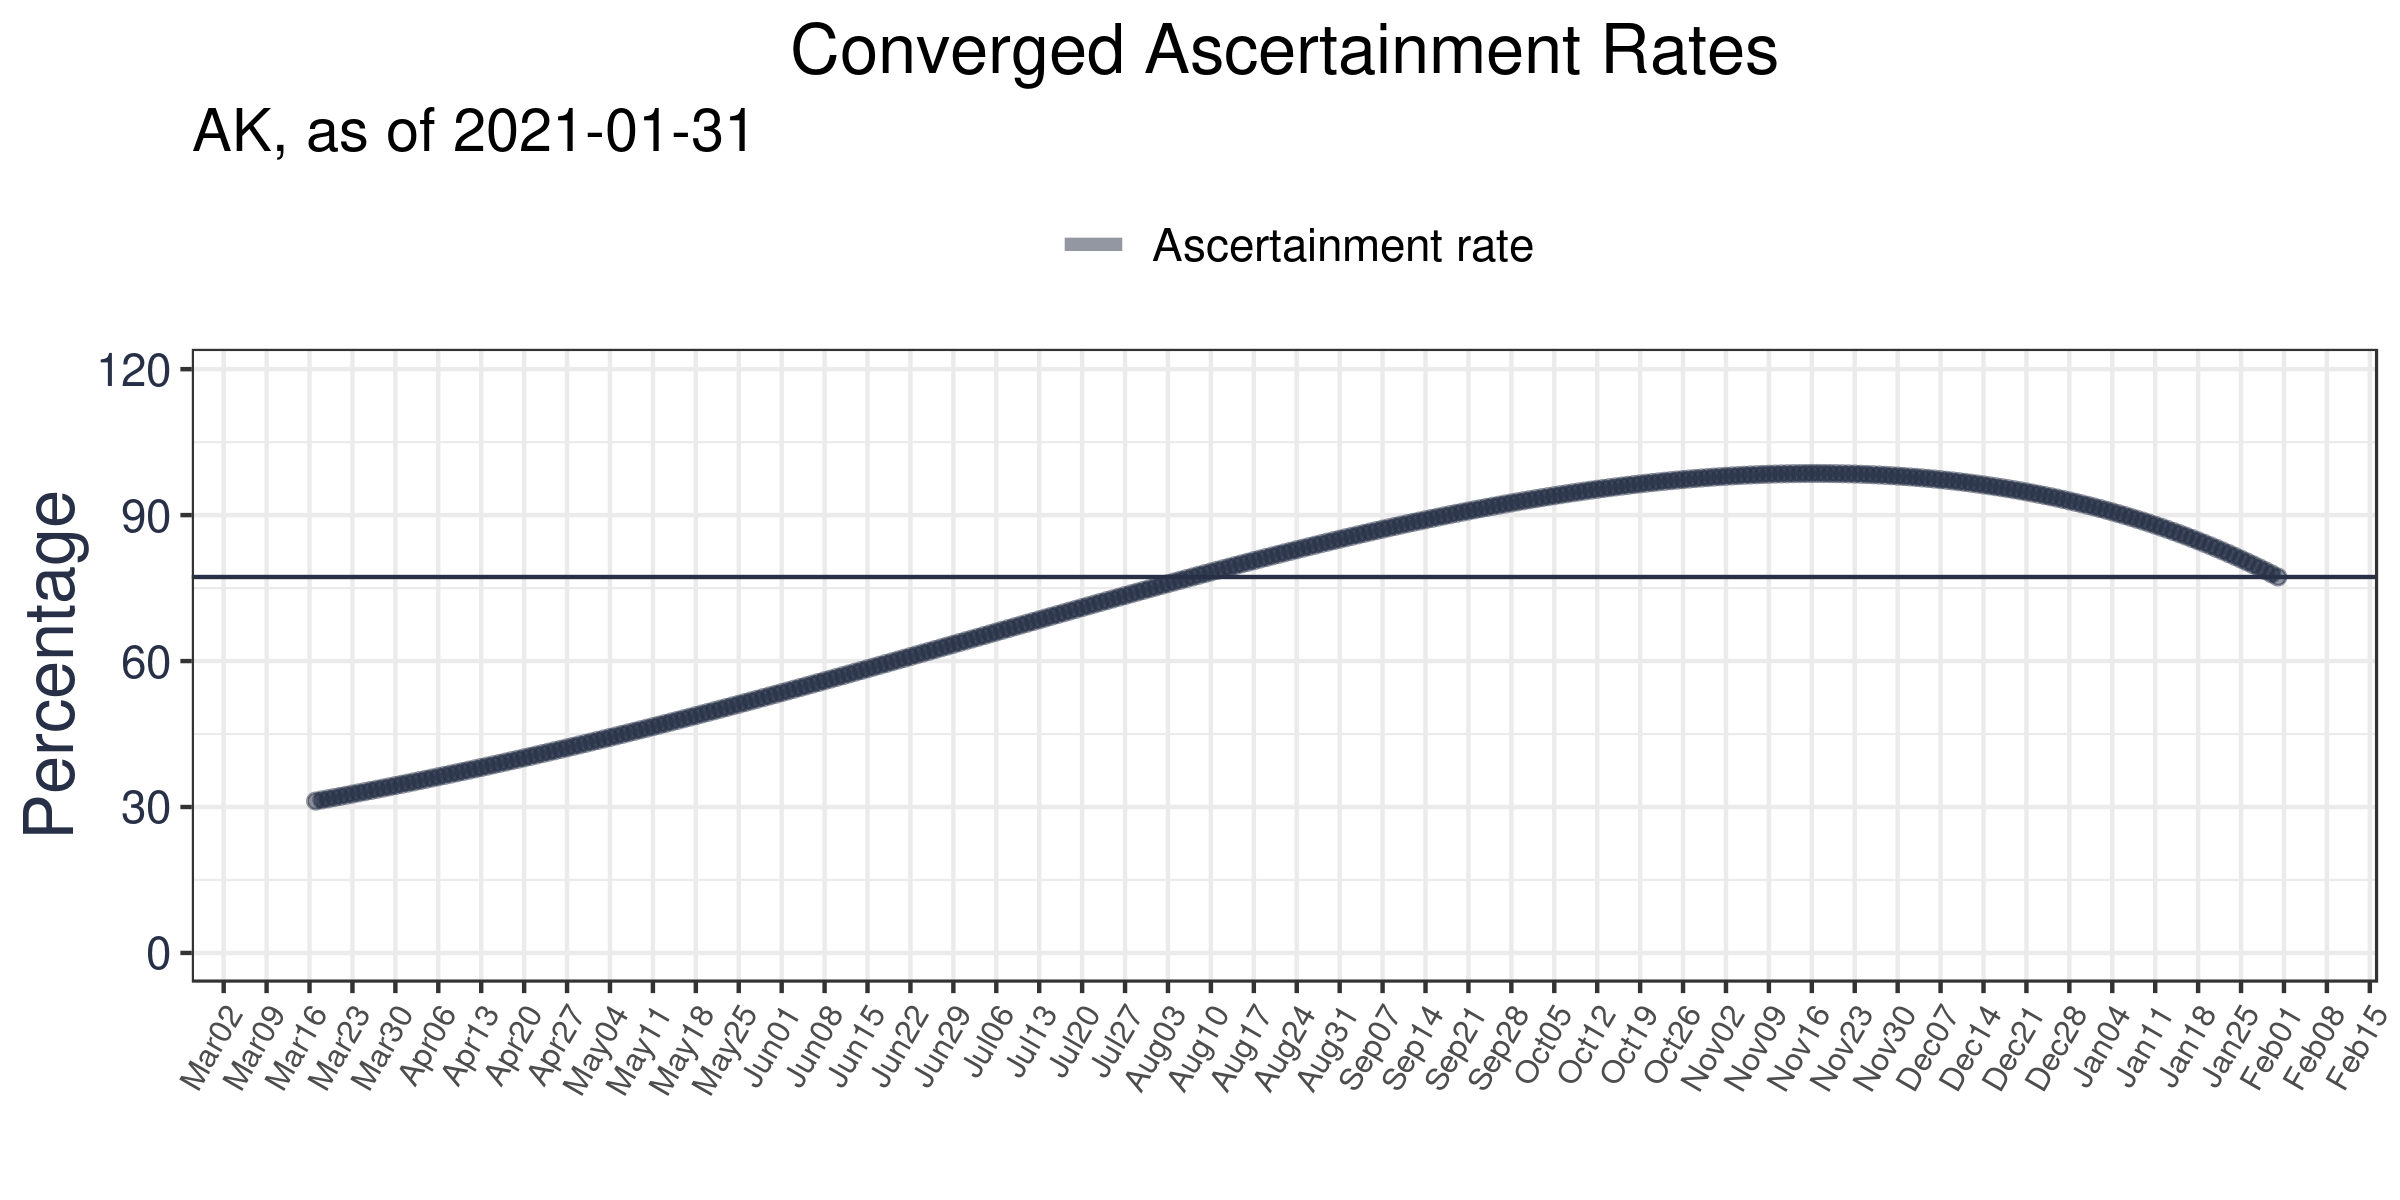 Converged Ascertainment Rates
AK, as of 2021-01-31
Ascertainment rate
Percentage
120
90
60
30
0
Mar02 Mar09 Mar16 Mar23 Mar30 Apr06 Apr13 Apr20 Apr27 May04 May11 May18 May25 Jun01 Jun08 Jun15 Jun22 Jun29 Jul06 Jul13 Jul20 Jul27 Aug03 Aug10 Aug17 Aug24 Aug31 Sep07 Sep14 Sep21 Sep28 Oct05 Oct12 Oct19 Oct26 Nov02 Nov09 Nov16 Nov23 Nov30 Dec07 Dec14 Dec21 Dec28 Jan04 Jan11 Jan18 Jan25 Feb01 Feb08 Feb15